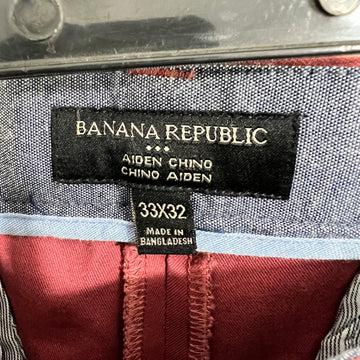 BANANA REPUBLIC
AIDEN CHINO
CHINO AIDEN
33X32
MADE IN
BANGLADESH